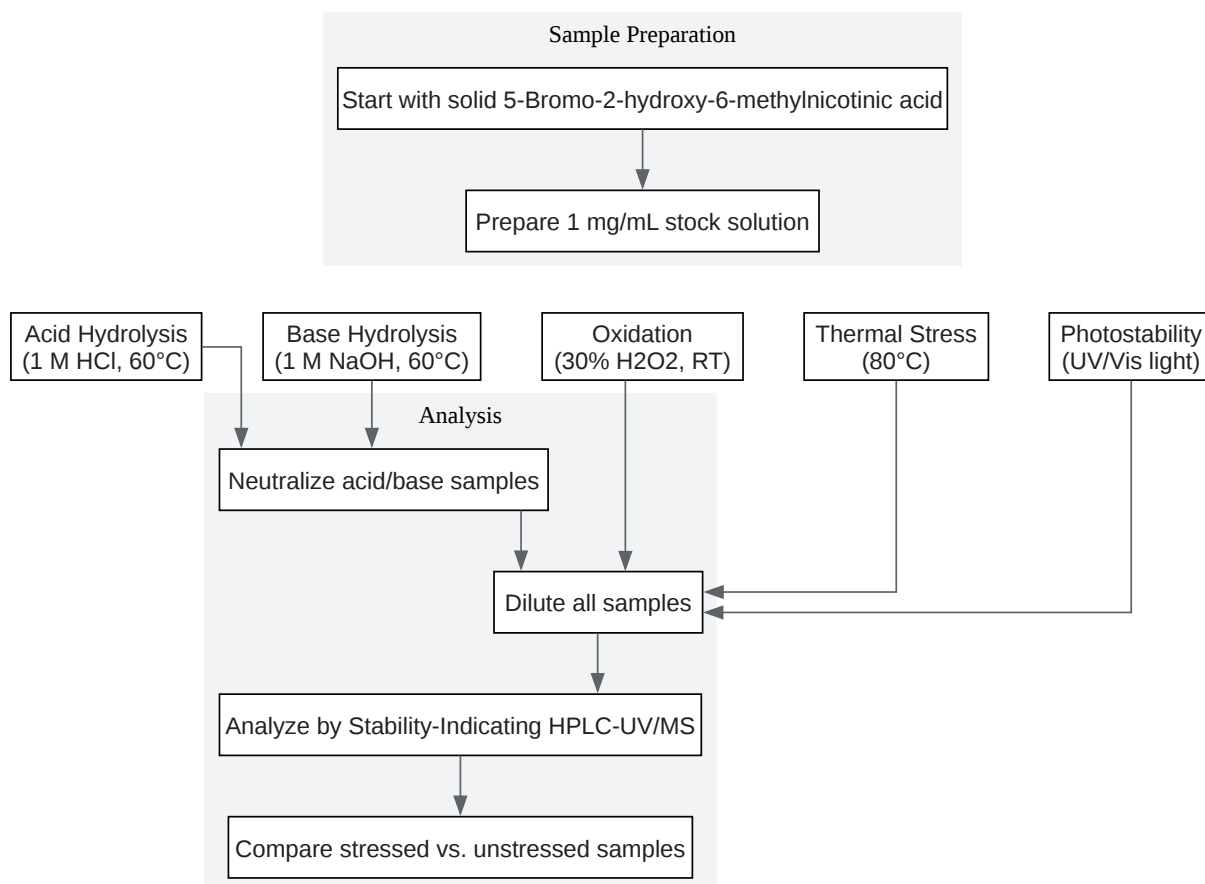 Sample Preparation
Start with solid 5-Bromo-2-hydroxy-6-methylnicotinic acid
Prepare 1 mg/mL stock solution
Acid Hydrolysis
(1 M HCl, 60°C)
Base Hydrolysis
(1 M NaOH, 60°C)
Oxidation
(30% H2O2, RT)
Thermal Stress
(80°C)
Photostability
(UV/Vis light)
Analysis
Neutralize acid/base samples
Dilute all samples
Analyze by Stability-Indicating HPLC-UV/MS
Compare stressed vs. unstressed samples